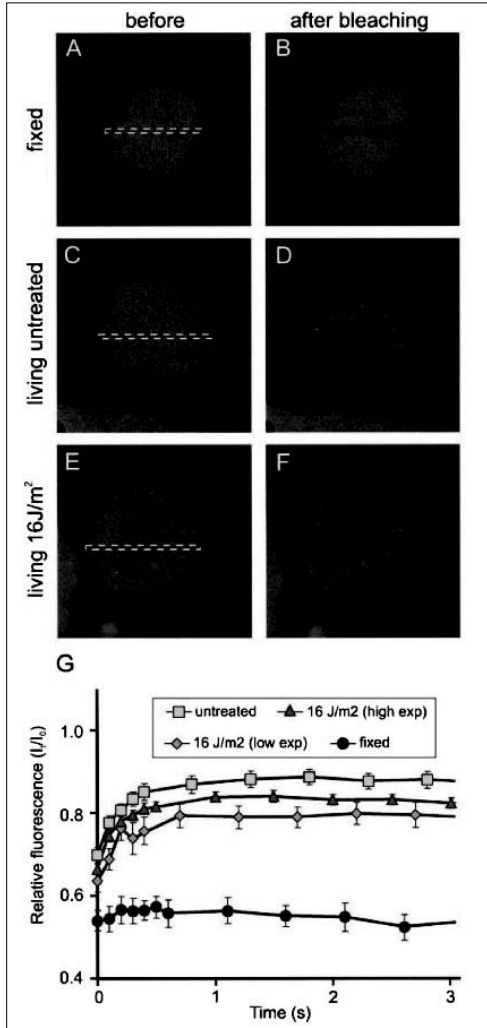 before after bleaching
A B
fixed
C D
living untreated
E F
living 16J/m²
G
untreated 16 J/m2 (high exp)
16 J/m2 (low exp) fixed
Relative fluorescence (It/I0)
1.0
0.8
0.6
0.4
0 1 2 3
Time (s)